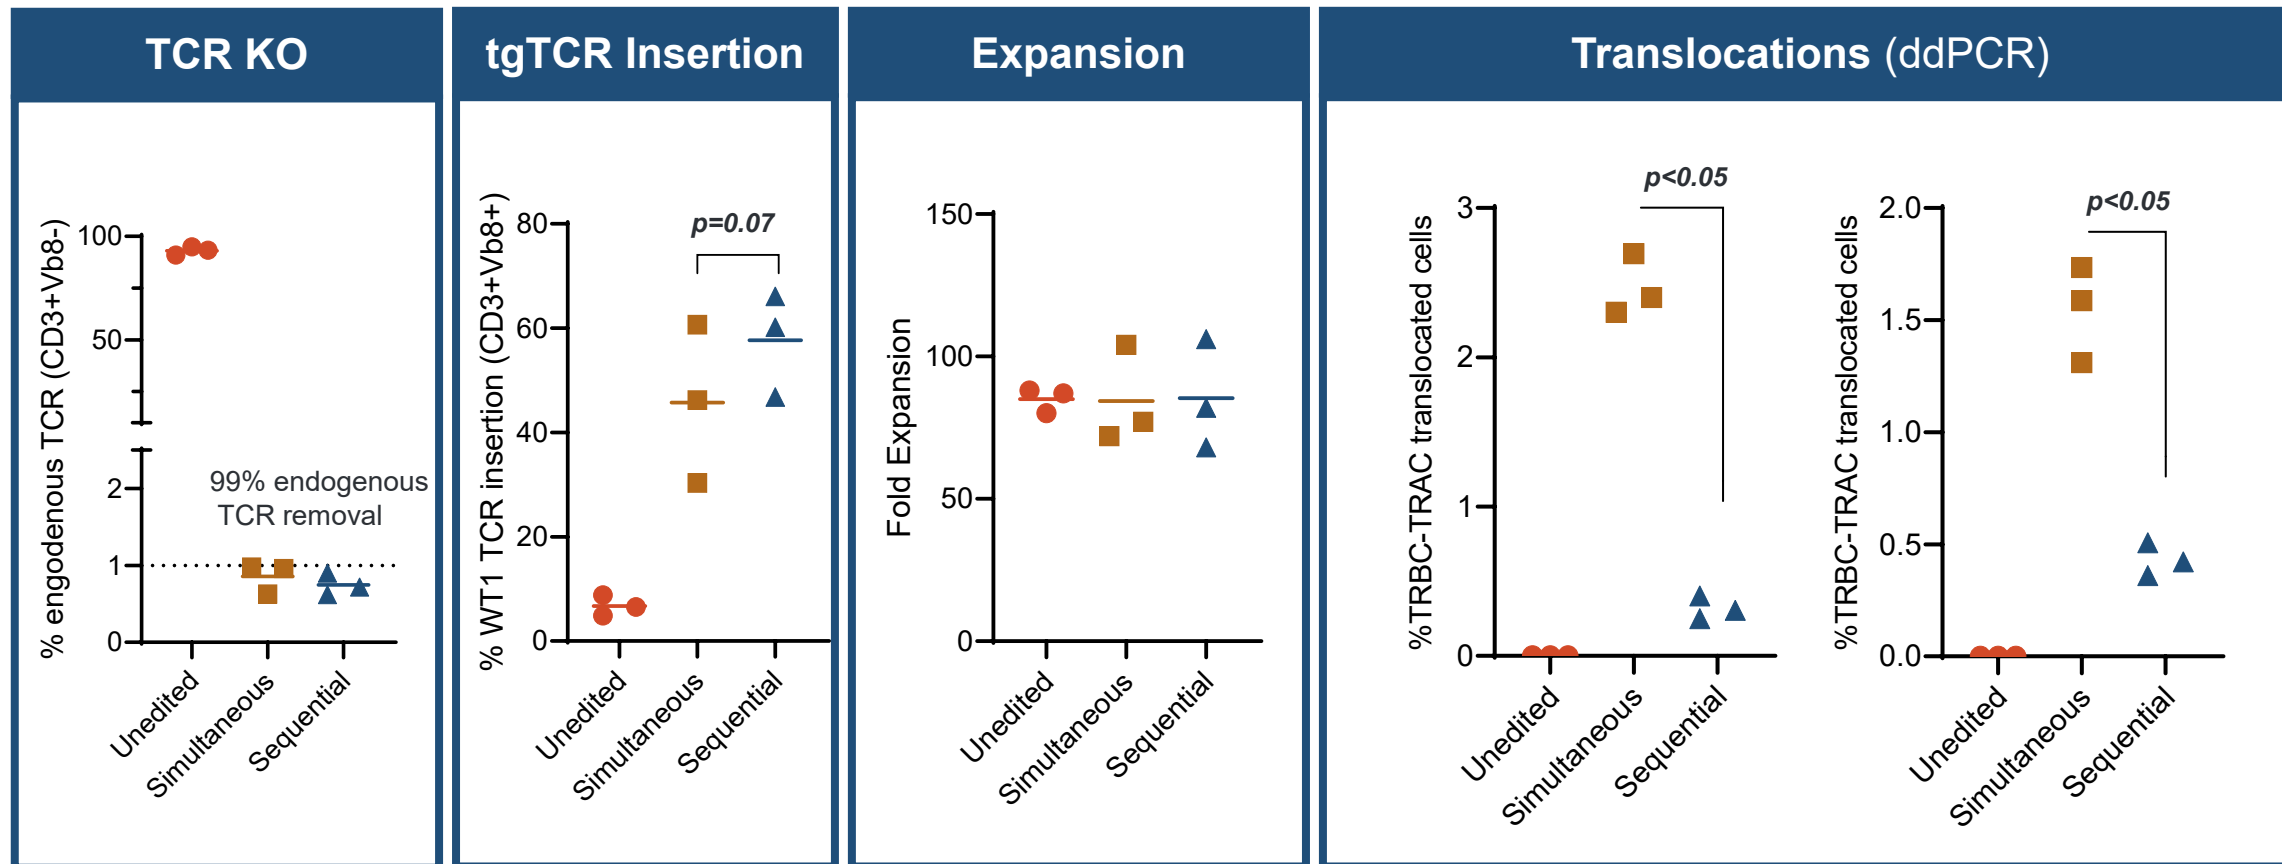 TCR KO
% engodenous TCR (CD3+Vb8-)
100
50
2
1
0
99% endogenous
TCR removal
Unedited
Simultaneous
Sequential
tgTCR Insertion
% WT1 TCR insertion (CD3+Vb8+)
80
60
40
20
0
p=0.07
Unedited
Simultaneous
Sequential
Expansion
Fold Expansion
150
100
50
0
Unedited
Simultaneous
Sequential
Translocations (ddPCR)
%TRBC-TRAC translocated cells
3
2
1
0
p<0.05
Unedited
Simultaneous
Sequential
%TRBC-TRAC translocated cells
2.0
1.5
1.0
0.5
0.0
p<0.05
Unedited
Simultaneous
Sequential